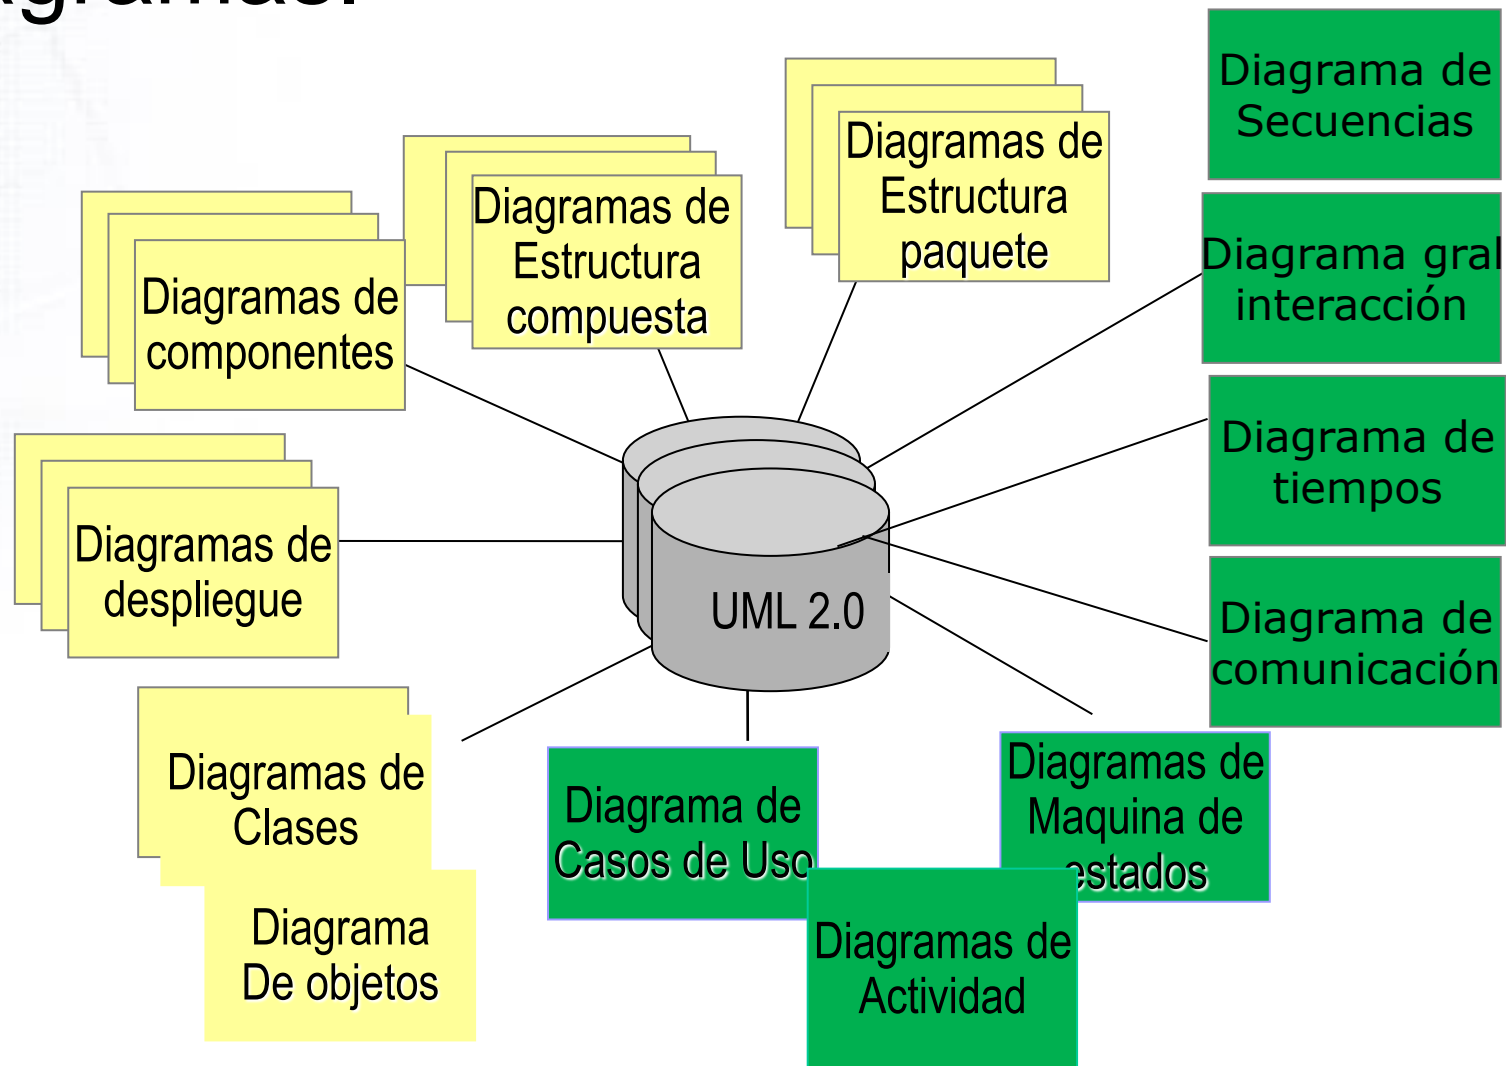 Diagrama de
Secuencias
Diagramas de
Estructura
paquete
Diagramas de
Estructura
compuesta
Diagrama gral
interacción
Diagramas de
componentes
Diagrama de
tiempos
Diagramas de
despliegue
UML 2.0
Diagrama de
comunicación
Diagramas de
Clases
Diagrama de
Casos de Uso
Diagramas de
Maquina de
estados
Diagrama
De objetos
Diagramas de
Actividad